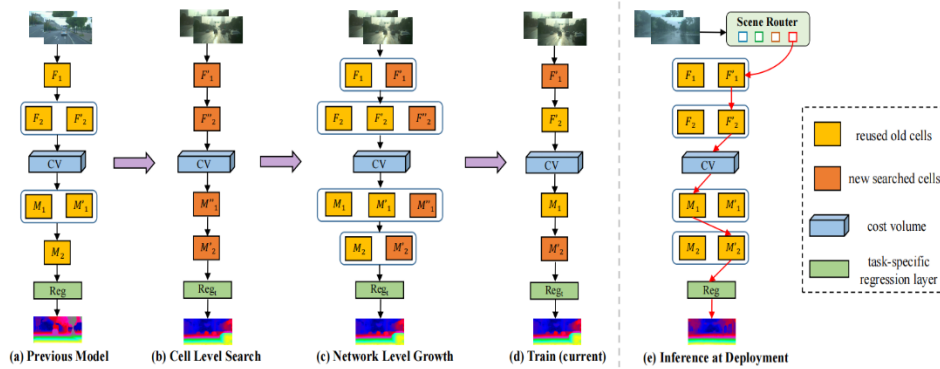 Scene Router
F₁
F'₁
F₁ F'₁
F'₁
F₁ F'₁
F₂ F'₂
F''₂
F₂ F'₂ F''₂
F₂
F₂ F'₂
CV
CV
CV
CV
CV
M₁ M'₁
M''₁
M₁ M'₁ M''₁
M₁
M₁ M'₁
M₂
M'₂
M₂ M'₂
M'₂
M₂ M'₂
Reg
Regₜ
Regₜ
Regₜ
Reg
reused old cells
new searched cells
cost volume
task-specific
regression layer
(a) Previous Model
(b) Cell Level Search
(c) Network Level Growth
(d) Train (current)
(e) Inference at Deployment